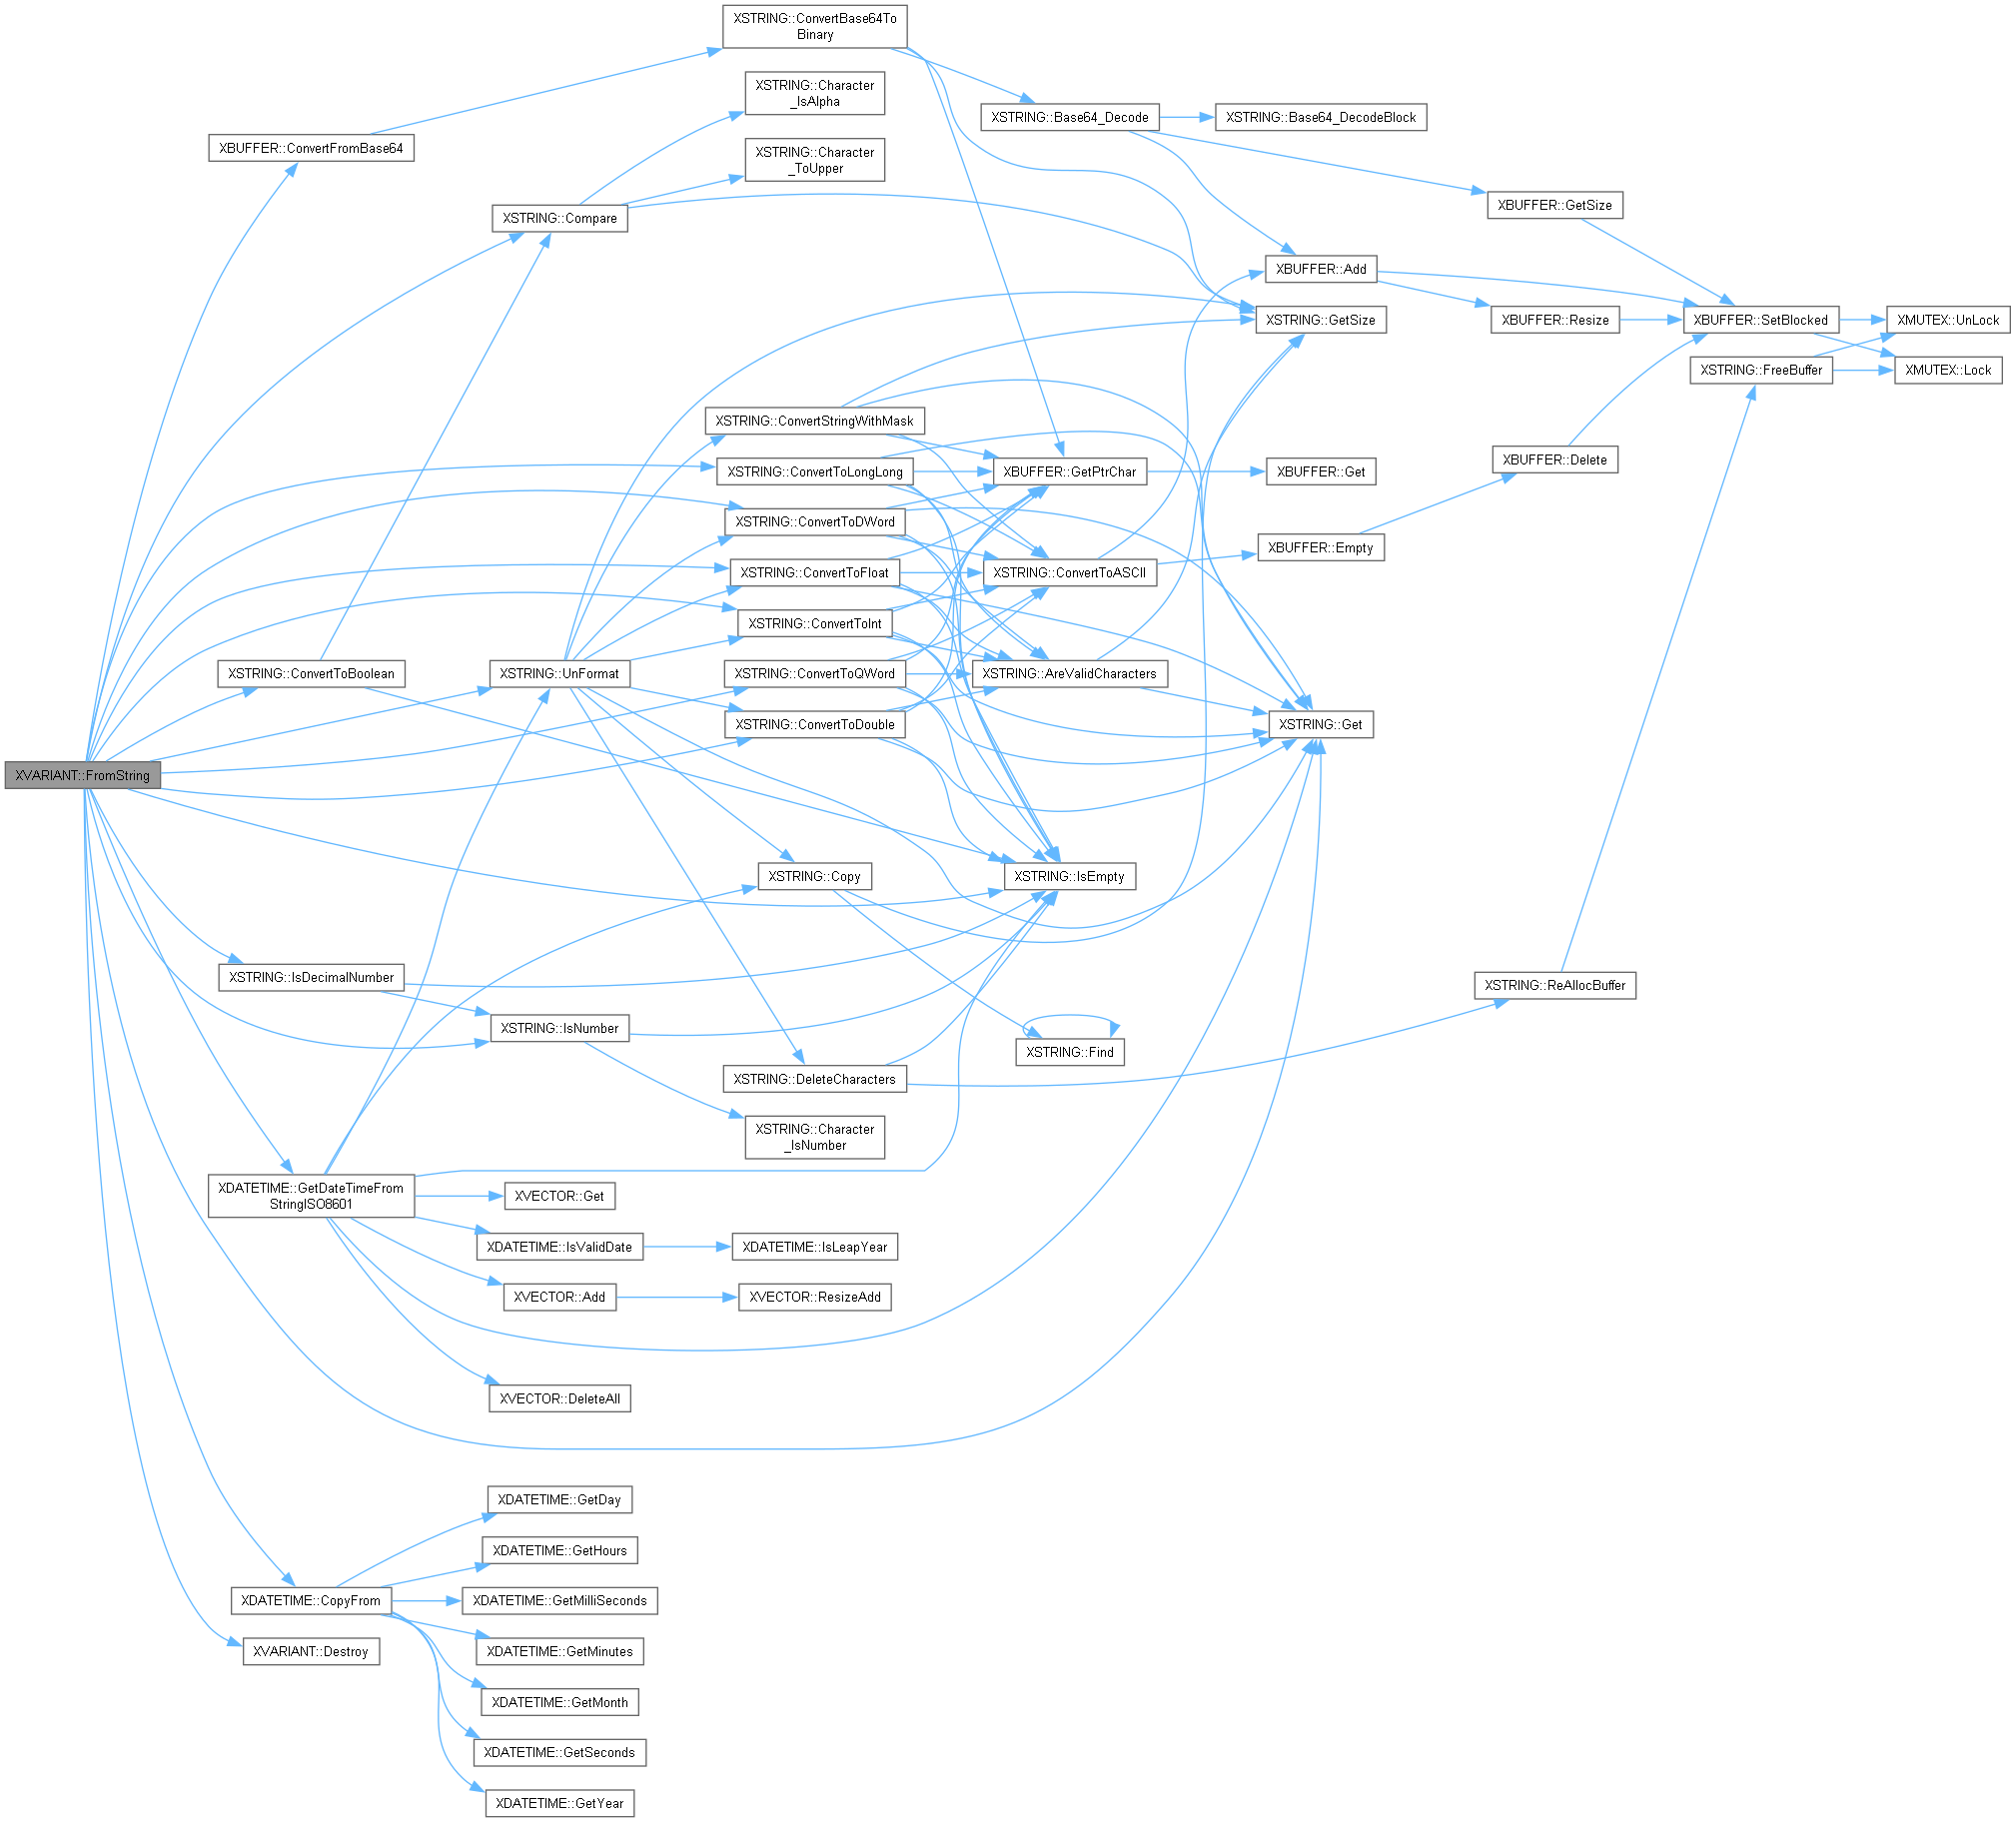 XSTRING::ConvertBase64To
Binary
XSTRING::Character
_IsAlpha
XSTRING::Base64_Decode
XSTRING::Base64_DecodeBlock
XBUFFER::ConvertFromBase64
XSTRING::Character
_ToUpper
XBUFFER::GetSize
XSTRING::Compare
XBUFFER::Add
XSTRING::GetSize
XBUFFER::Resize
XBUFFER::SetBlocked
XMUTEX::UnLock
XSTRING::FreeBuffer
XMUTEX::Lock
XSTRING::ConvertStringWithMask
XBUFFER::Delete
XSTRING::ConvertToLongLong
XBUFFER::GetPtrChar
XBUFFER::Get
XSTRING::ConvertToDWord
XBUFFER::Empty
XSTRING::ConvertToFloat
XSTRING::ConvertToASCII
XSTRING::ConvertToInt
XSTRING::ConvertToBoolean
XSTRING::UnFormat
XSTRING::ConvertToQWord
XSTRING::AreValidCharacters
XSTRING::ConvertToDouble
XSTRING::Get
XVARIANT::FromString
XSTRING::Copy
XSTRING::IsEmpty
XSTRING::IsDecimalNumber
XSTRING::ReAllocBuffer
XSTRING::IsNumber
XSTRING::Find
XSTRING::DeleteCharacters
XSTRING::Character
_IsNumber
XDATETIME::GetDateTimeFrom
StringISO8601
XVECTOR::Get
XDATETIME::IsValidDate
XDATETIME::IsLeapYear
XVECTOR::Add
XVECTOR::ResizeAdd
XVECTOR::DeleteAll
XDATETIME::GetDay
XDATETIME::GetHours
XDATETIME::CopyFrom
XDATETIME::GetMilliSeconds
XVARIANT::Destroy
XDATETIME::GetMinutes
XDATETIME::GetMonth
XDATETIME::GetSeconds
XDATETIME::GetYear